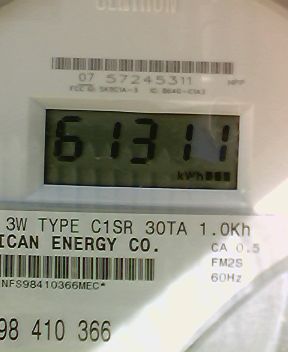 CENTRON
07 57245311
61311
kWh
3W TYPE C1SR 30TA 1.0Kh
ICAN ENERGY CO.
CA 0.5
FM2S
60Hz
NFS98410366MEC*
98 410 366